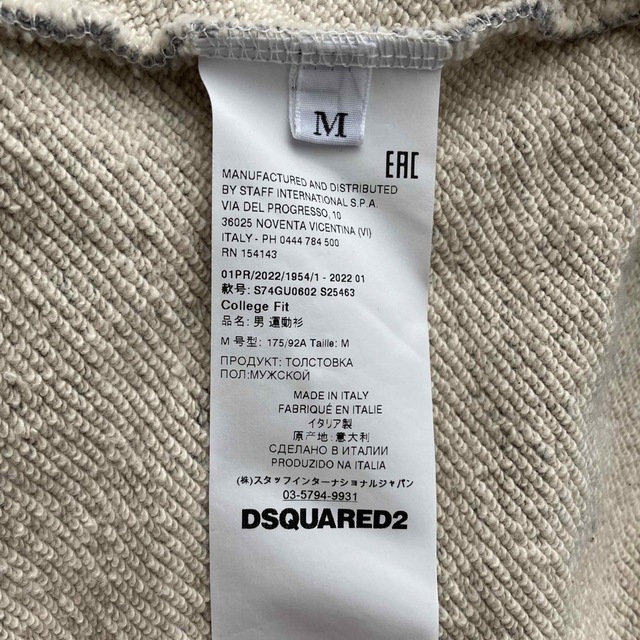 M
EAC
MANUFACTURED AND DISTRIBUTED
BY STAFF INTERNATIONAL S.P.A.
VIA DEL PROGRESSO, 10
36025 NOVENTA VICENTINA (VI)
ITALY - PH 0444 784 500
RN 154143
01PR/2022/1954/1 - 2022 01
款号: S74GU0602 S25463
College Fit
品名: 男 運動衫
M 号型: 175/92A Taille: M
ПРОДУКТ: ТОЛСТОВКА
ПОЛ:МУЖСКОЙ
MADE IN ITALY
FABRIQUÉ EN ITALIE
イタリア製
原产地:意大利
СДЕЛАНО В ИТАЛИИ
PRODUZIDO NA ITALIA
(株)スタッフインターナショナルジャパン
03-5794-9931
DSQUARED2